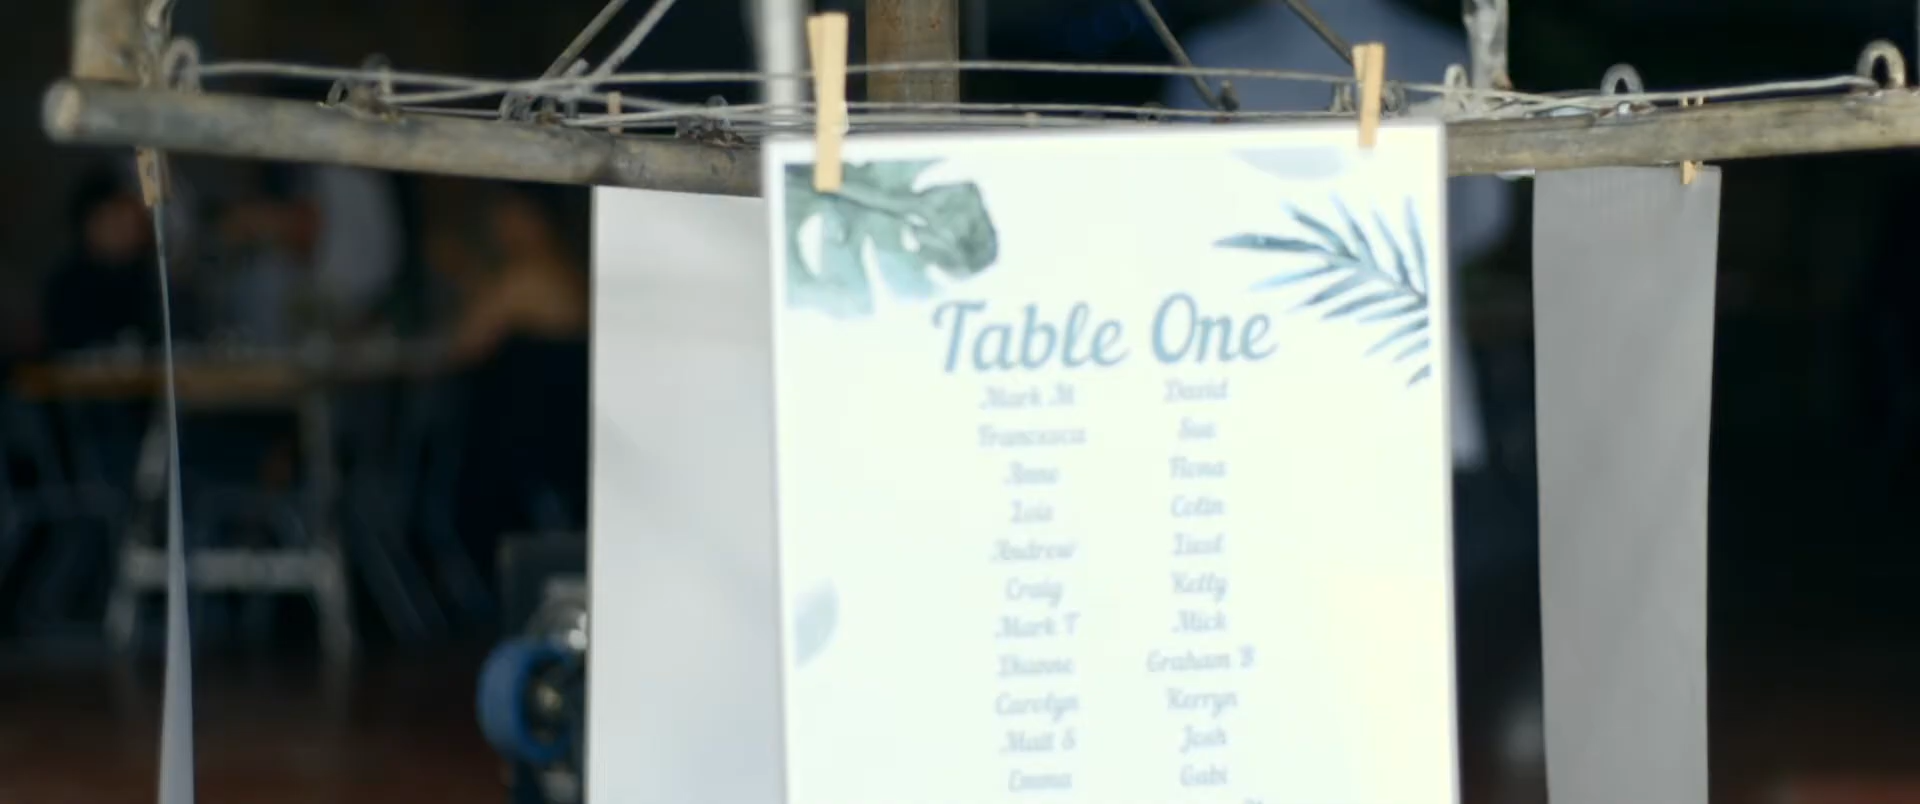 Table One
Mark M David
Francesca Sue
Anne Fiona
Lois Colin
Andrew
Craig Kelly
Mark T Mick
Dianne Graham B
Carolyn Kerryn
Matt S Josh
Emma Gabi